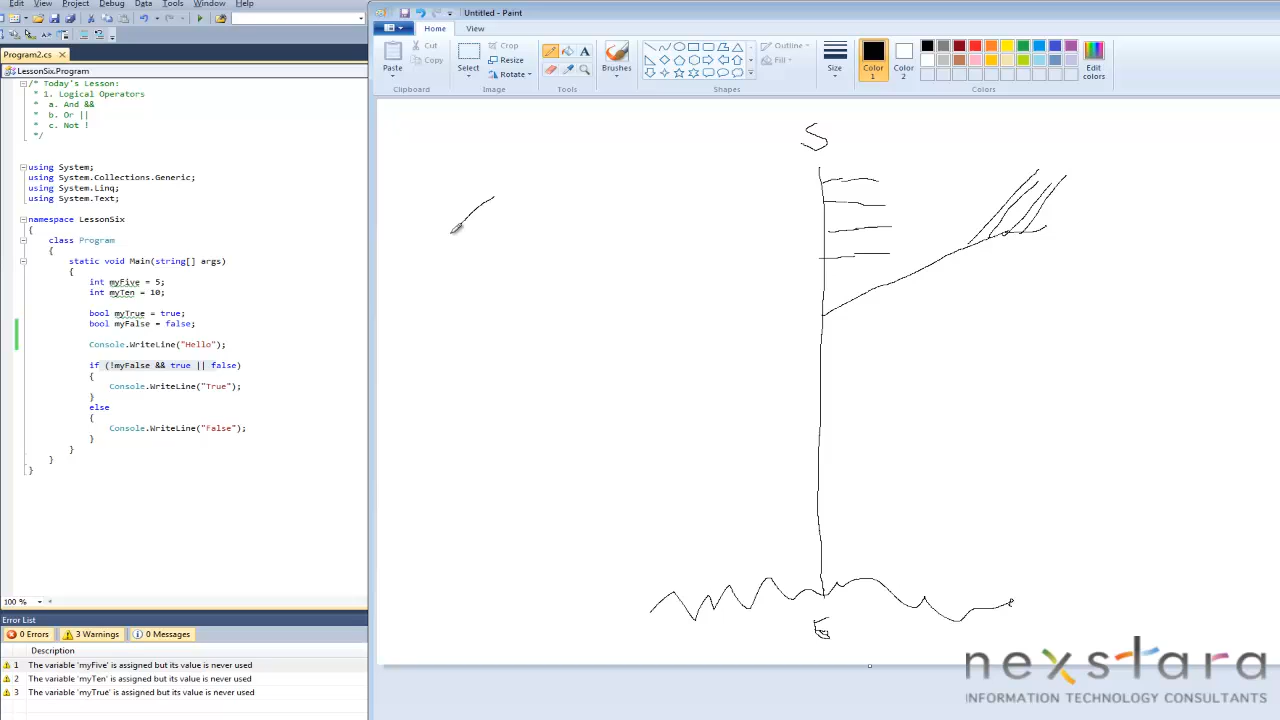 Edit View Project Debug Data Tools Window Help
Program2.cs
LessonSix.Program
/* Today's Lesson:
* 1. Logical Operators
* a. And &&
* b. Or ||
* c. Not !
*/
using System;
using System.Collections.Generic;
using System.Linq;
using System.Text;
namespace LessonSix
{
class Program
{
static void Main(string[] args)
{
int myFive = 5;
int myTen = 10;
bool myTrue = true;
bool myFalse = false;
Console.WriteLine("Hello");
if (!myFalse && true || false)
{
Console.WriteLine("True");
}
else
{
Console.WriteLine("False");
}
}
}
}
100 %
Error List
0 Errors 3 Warnings 0 Messages
Description
1 The variable 'myFive' is assigned but its value is never used
2 The variable 'myTen' is assigned but its value is never used
3 The variable 'myTrue' is assigned but its value is never used
Untitled - Paint
Home View
Paste Cut Copy
Clipboard
Select Crop Resize Rotate
Image
A
Tools
Brushes
Outline Fill
Shapes
Size
Color 1 Color 2
Edit colors
Colors
S
nexstara
INFORMATION TECHNOLOGY CONSULTANTS